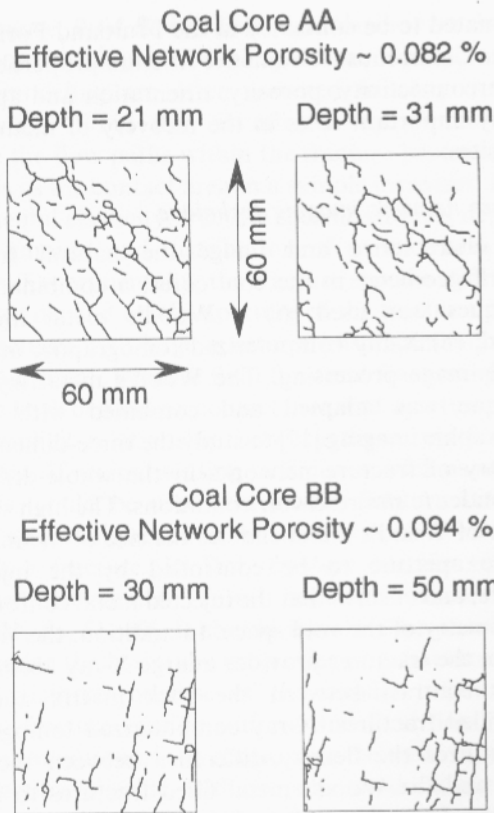 Coal Core AA
Effective Network Porosity ~ 0.082 %
Depth = 21 mm
Depth = 31 mm
60 mm
60 mm
Coal Core BB
Effective Network Porosity ~ 0.094 %
Depth = 30 mm
Depth = 50 mm